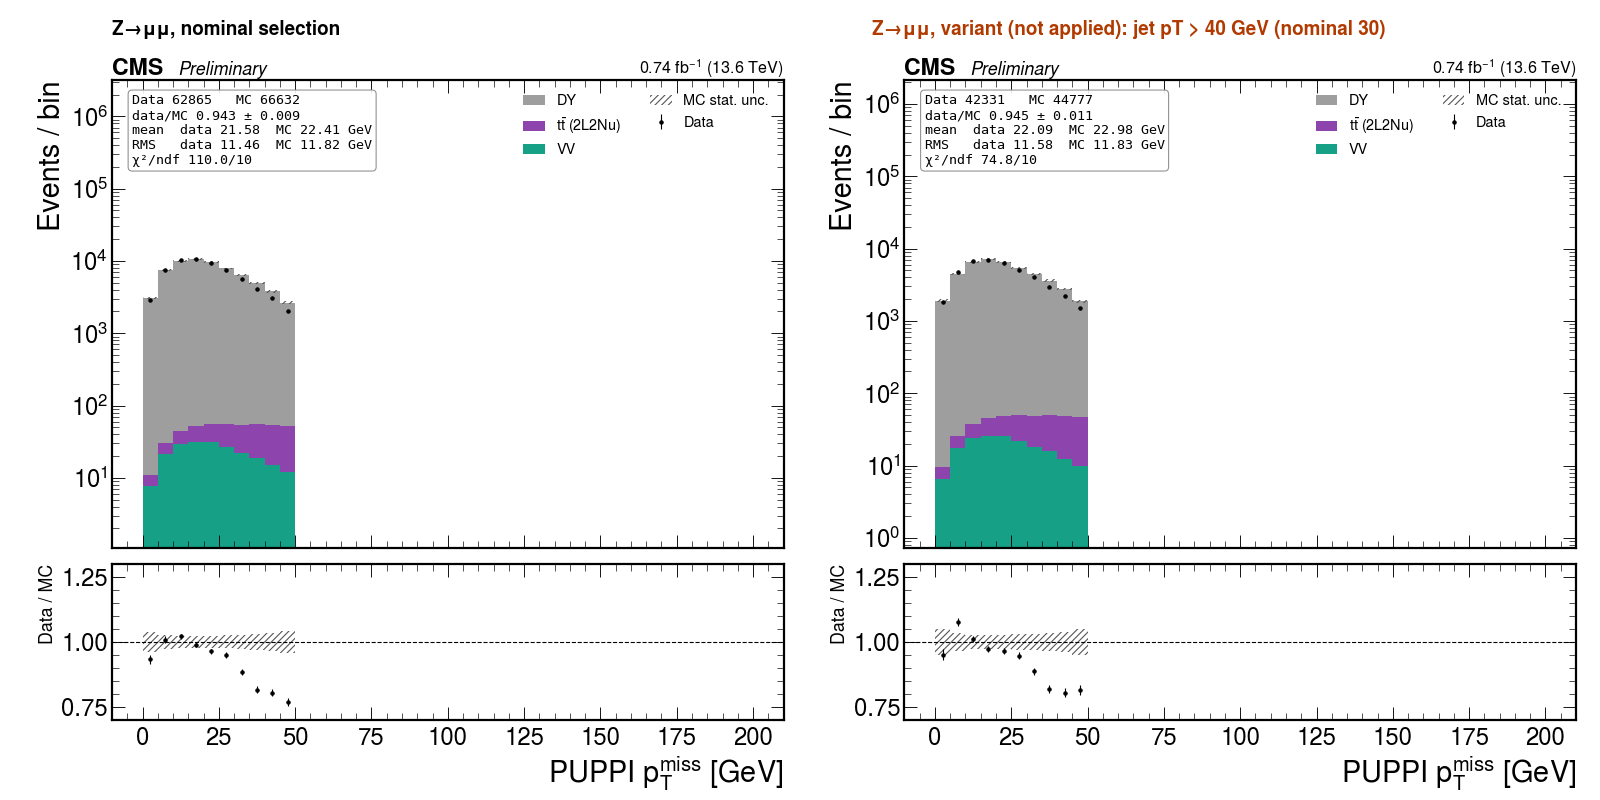 Z→μμ, nominal selection
CMS Preliminary 0.74 fb⁻¹ (13.6 TeV)
Events / bin
Data 62865 MC 66632
data/MC 0.943 ± 0.009
mean data 21.58 MC 22.41 GeV
RMS data 11.46 MC 11.82 GeV
χ²/ndf 110.0/10
DY
tt̄ (2L2Nu)
VV
MC stat. unc.
Data
10⁶
10⁵
10⁴
10³
10²
10¹
Data / MC
1.25
1.00
0.75
0 25 50 75 100 125 150 175 200
PUPPI p_T^miss [GeV]
Z→μμ, variant (not applied): jet pT > 40 GeV (nominal 30)
CMS Preliminary 0.74 fb⁻¹ (13.6 TeV)
Events / bin
Data 42331 MC 44777
data/MC 0.945 ± 0.011
mean data 22.09 MC 22.98 GeV
RMS data 11.58 MC 11.83 GeV
χ²/ndf 74.8/10
DY
tt̄ (2L2Nu)
VV
MC stat. unc.
Data
10⁶
10⁵
10⁴
10³
10²
10¹
10⁰
Data / MC
1.25
1.00
0.75
0 25 50 75 100 125 150 175 200
PUPPI p_T^miss [GeV]